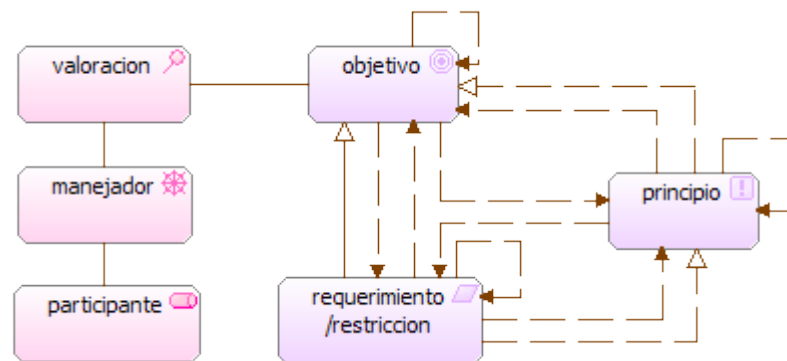 valoracion
objetivo
manejador
principio
participante
requerimiento
/restriccion